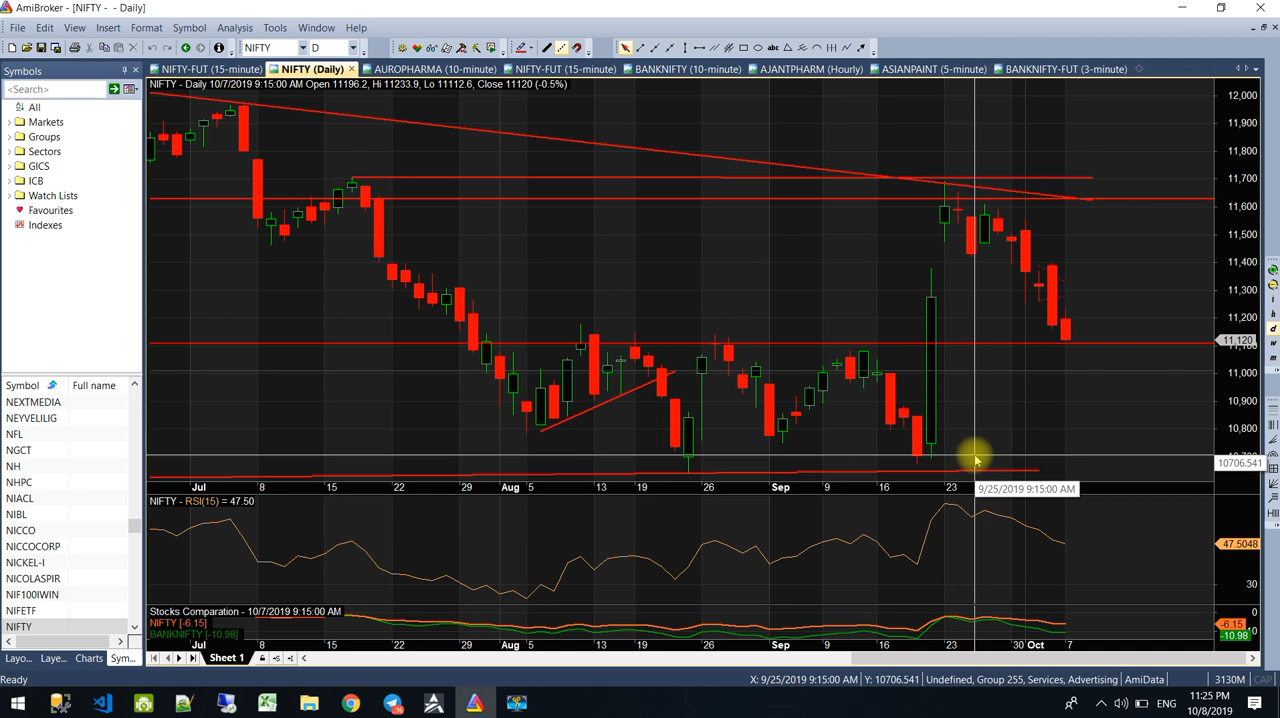 AmiBroker - [NIFTY - - Daily]
File Edit View Insert Format Symbol Analysis Tools Window Help
NIFTY D
Symbols
NIFTY-FUT (15-minute) NIFTY (Daily) AUROPHARMA (10-minute) NIFTY-FUT (15-minute) BANKNIFTY (10-minute) AJANTPHARM (Hourly) ASIANPAINT (5-minute) BANKNIFTY-FUT (3-minute)
<Search>
NIFTY - Daily 10/7/2019 9:15:00 AM Open 11196.2, Hi 11233.9, Lo 11112.6, Close 11120 (-0.5%)
All
Markets
Groups
Sectors
GICS
ICB
Watch Lists
Favourites
Indexes
12,000
11,900
11,800
11,700
11,600
11,500
11,400
11,300
11,200
11,120
11,000
10,900
10,800
10706.541
Jul 8 15 22 29 Aug 5 13 19 26 Sep 9 16 23
9/25/2019 9:15:00 AM
Symbol Full name
NEXTMEDIA
NEYVELILIG
NFL
NGCT
NH
NHPC
NIACL
NIBL
NICCO
NICCOCORP
NICKEL-I
NICOLASPIR
NIF100IWIN
NIFETF
NIFTY
NIFTY - RSI(15) = 47.50
47.5048
30
Stocks Comparation - 10/7/2019 9:15:00 AM
NIFTY [-6.15]
BANKNIFTY [-10.98]
0
-6.15
-10.98
Jul 8 15 22 29 Aug 5 13 19 26 Sep 9 16 23 30 Oct 7
Layo... Laye... Charts Sym...
Sheet 1
Ready
X: 9/25/2019 9:15:00 AM Y: 10706.541 Undefined, Group 255, Services, Advertising AmiData 3130M CAP
ENG
11:25 PM
10/8/2019